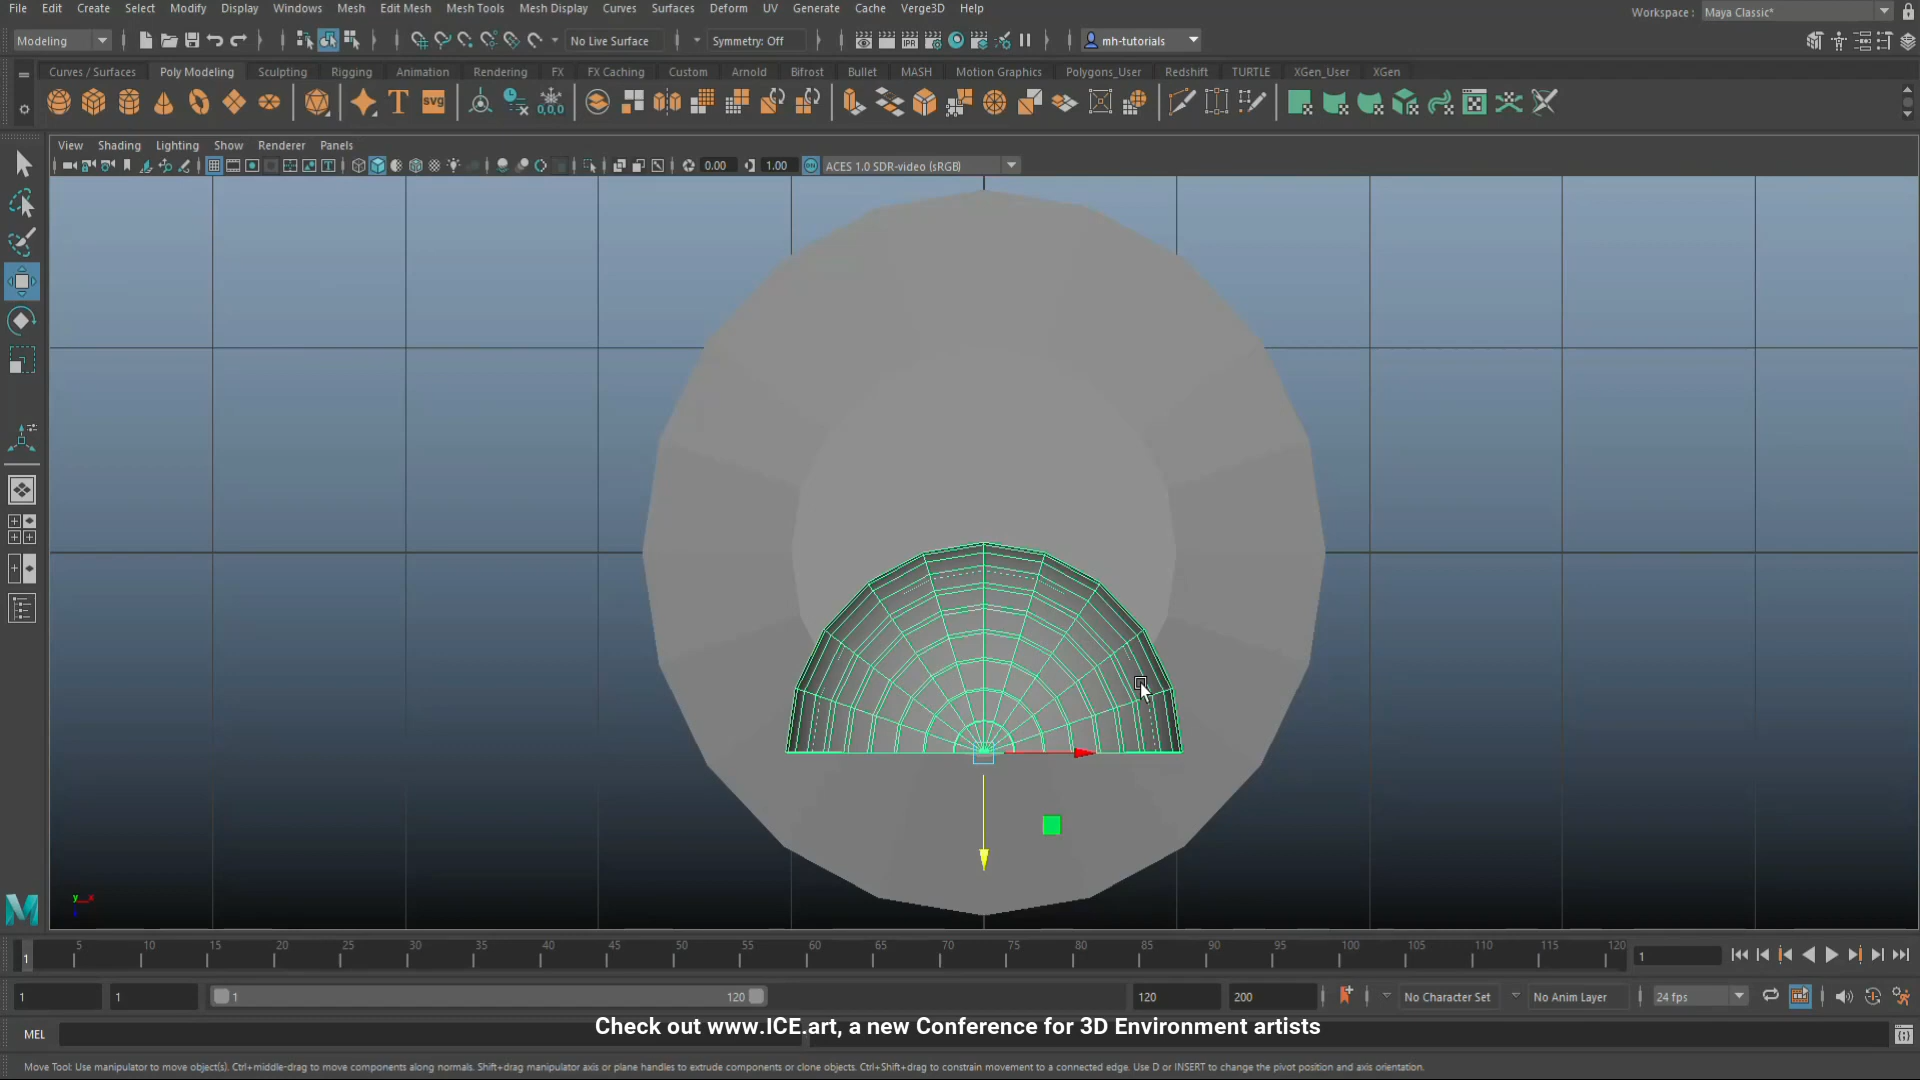 File Edit Create Select Modify Display Windows Mesh Edit Mesh Mesh Tools Mesh Display Curves Surfaces Deform UV Generate Cache Verge3D Help
Workspace : Maya Classic*
Modeling No Live Surface Symmetry: Off mh-tutorials
Curves / Surfaces Poly Modeling Sculpting Rigging Animation Rendering FX FX Caching Custom Arnold Bifrost Bullet MASH Motion Graphics Polygons_User Redshift TURTLE XGen_User XGen
T SVG 0,0,0
View Shading Lighting Show Renderer Panels
0.00 1.00 ACES 1.0 SDR-video (sRGB)
y x
5 10 15 20 25 30 35 40 45 50 55 60 65 70 75 80 85 90 95 100 105 110 115 120
1 1
1 1 1 120 120 200 No Character Set No Anim Layer 24 fps
Check out www.ICE.art, a new Conference for 3D Environment artists
MEL
Move Tool: Use manipulator to move object(s). Ctrl+middle-drag to move components along normals. Shift+drag manipulator axis or plane handles to extrude components or clone objects. Ctrl+Shift+drag to constrain movement to a connected edge. Use D or INSERT to change the pivot position and axis orientation.